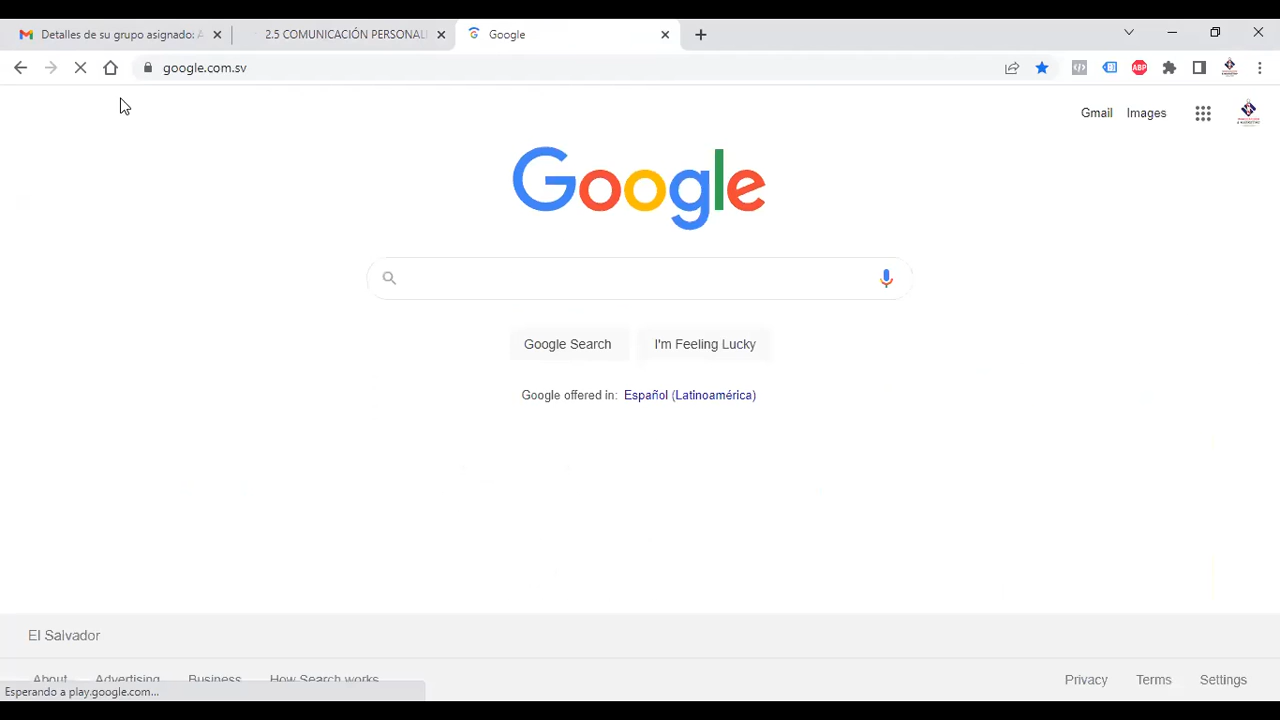 Detalles de su grupo asignado: A
2.5 COMUNICACIÓN PERSONAL
Google
google.com.sv
ABP
Gmail
Images
Google
Google Search
I'm Feeling Lucky
Google offered in: Español (Latinoamérica)
El Salvador
About
Advertising
Business
How Search works
Privacy
Terms
Settings
Esperando a play.google.com...